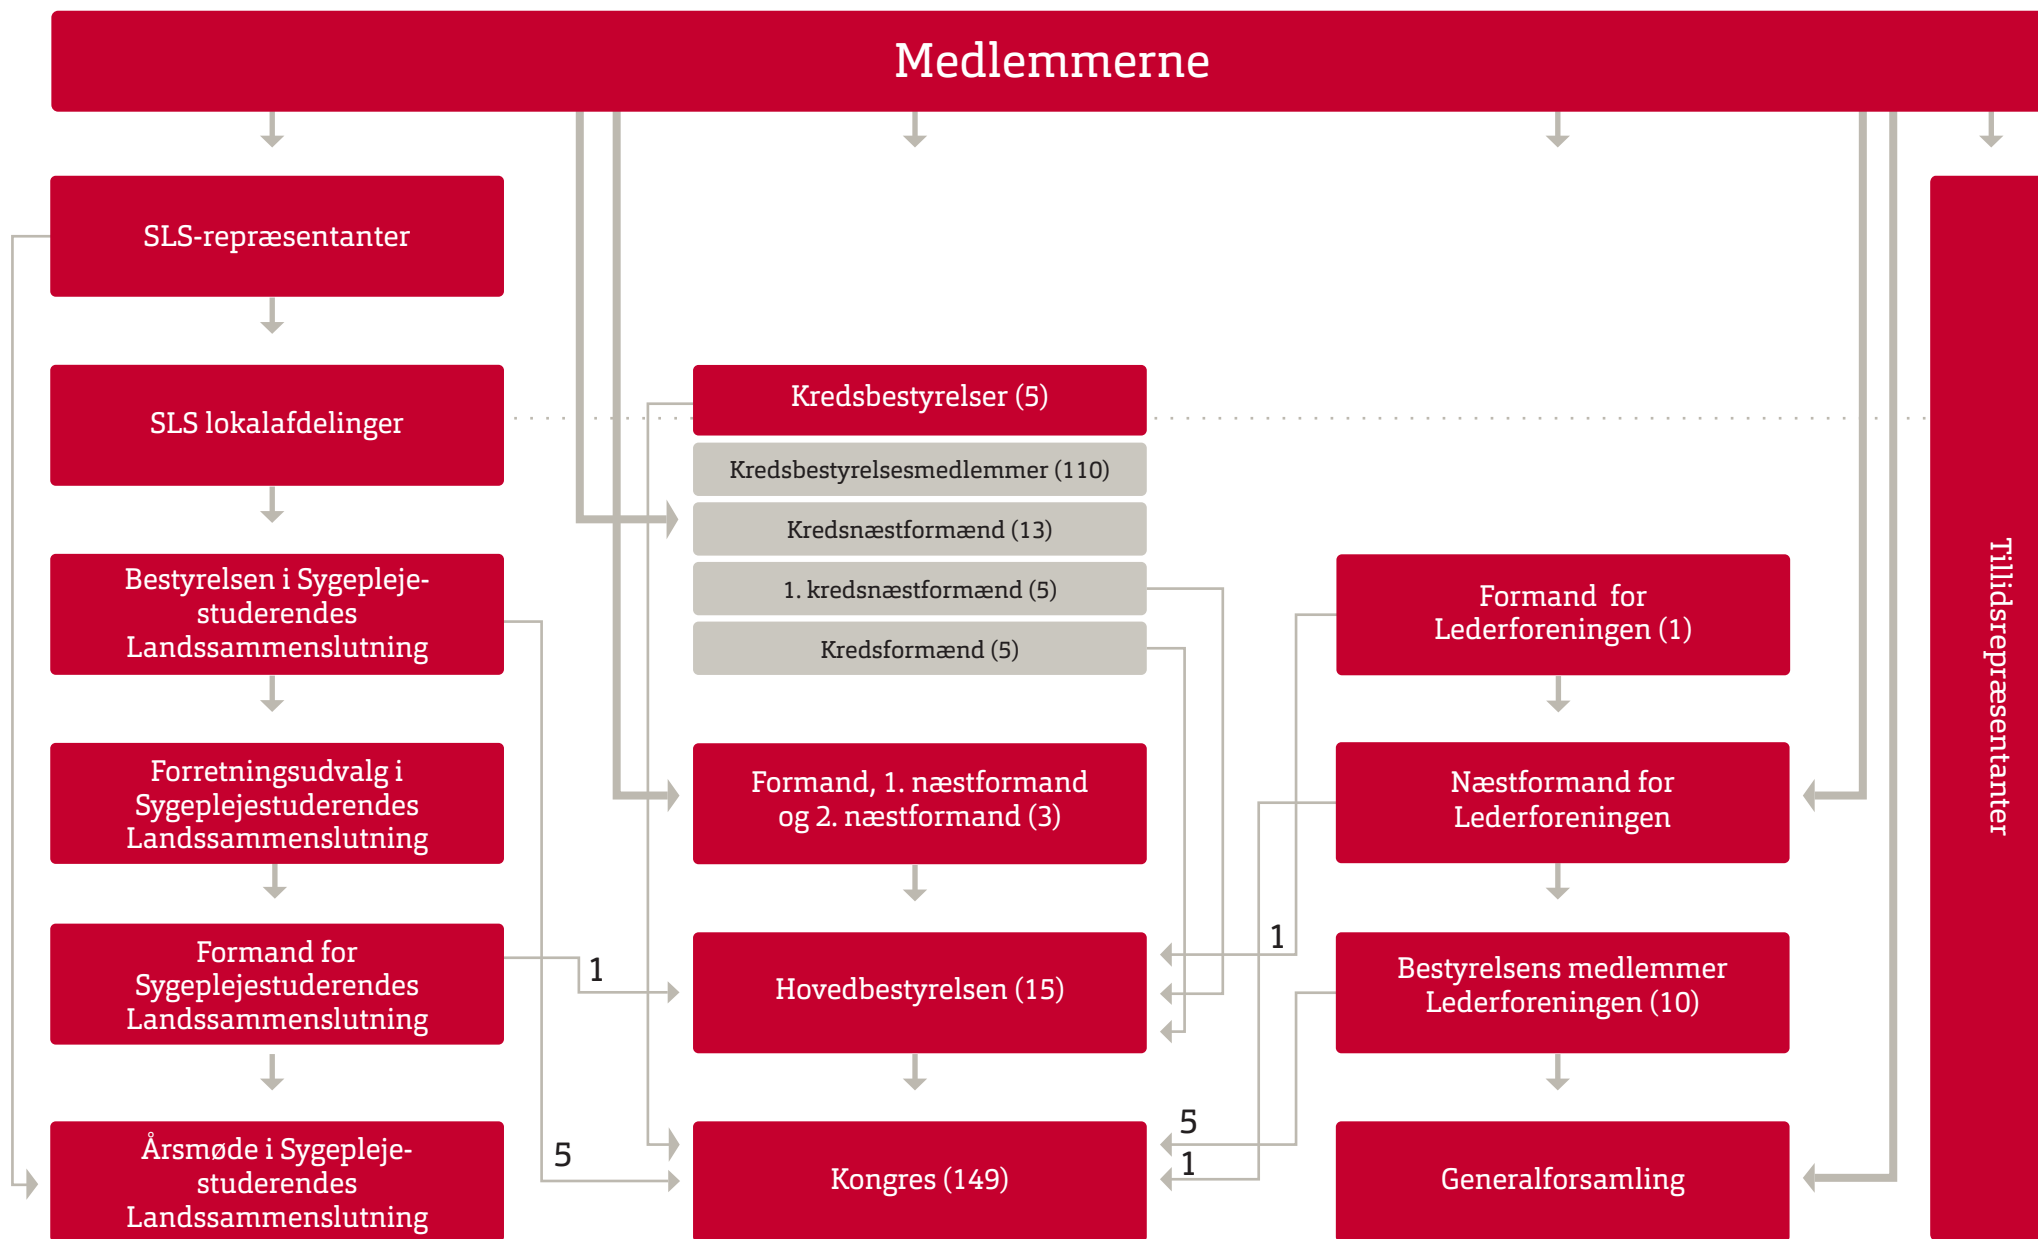 Medlemmerne
SLS-repræsentanter
SLS lokalafdelinger
Bestyrelsen i Sygepleje-
studerendes
Landssammenslutning
Forretningsudvalg i
Sygeplejestuderendes
Landssammenslutning
Formand for
Sygeplejestuderendes
Landssammenslutning
1
Årsmøde i Sygepleje-
studerendes
Landssammenslutning
5
Kredsbestyrelser (5)
Kredsbestyrelsesmedlemmer (110)
Kredsnæstformænd (13)
1. kredsnæstformænd (5)
Kredsformænd (5)
Formand, 1. næstformand
og 2. næstformand (3)
Hovedbestyrelsen (15)
Kongres (149)
1
5
1
Formand for
Lederforeningen (1)
Næstformand for
Lederforeningen
Bestyrelsens medlemmer
Lederforeningen (10)
Generalforsamling
Tillidsrepræsentanter